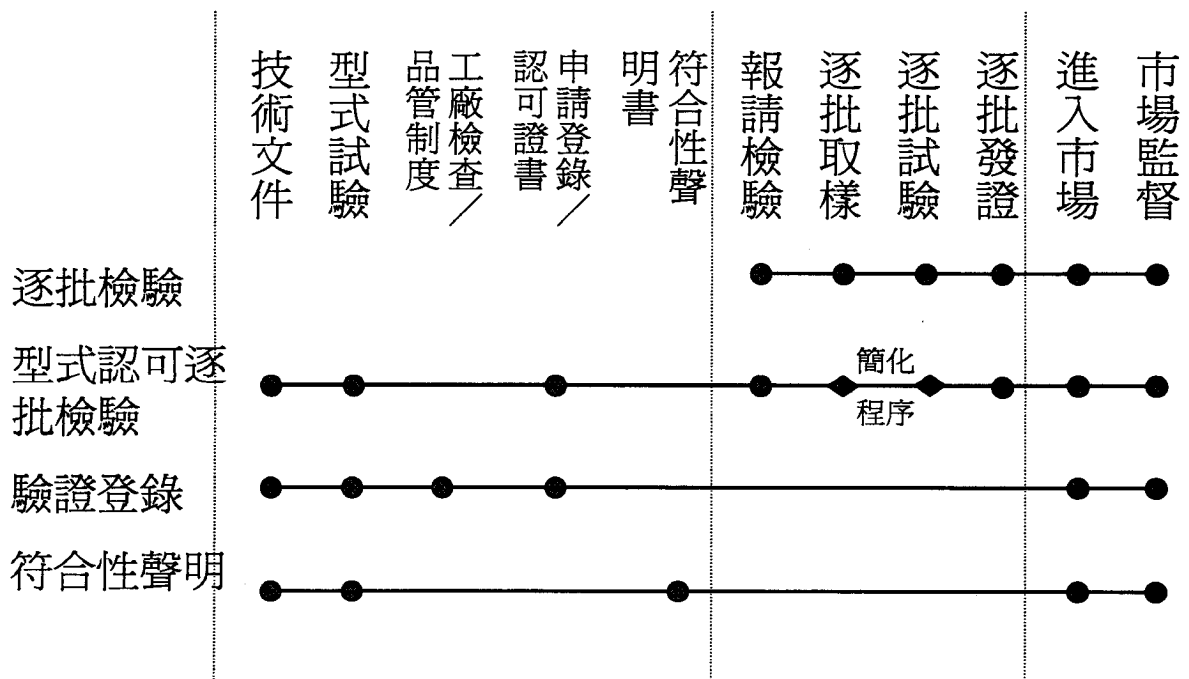 技術文件
型式試驗
工廠檢查／
品管制度
申請登錄／
認可證書
符合性聲
明書
報請檢驗
逐批取樣
逐批試驗
逐批發證
進入市場
市場監督
逐批檢驗
型式認可逐
批檢驗
簡化
程序
驗證登錄
符合性聲明